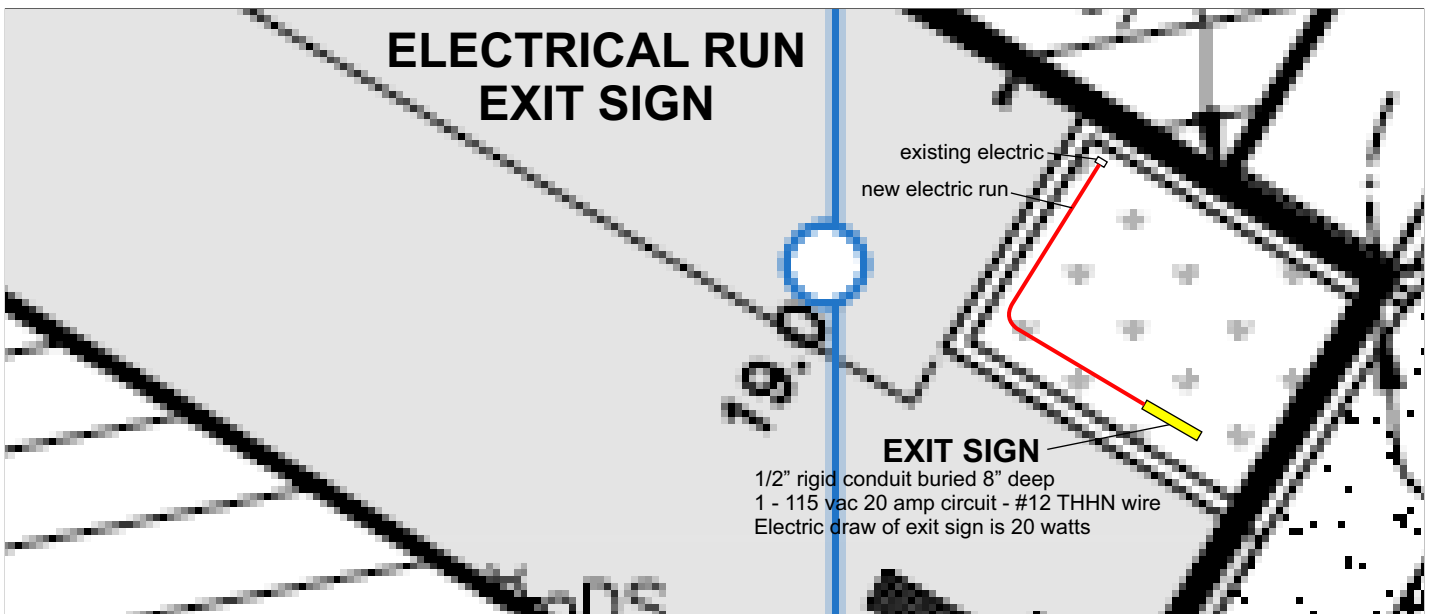 ELECTRICAL RUN
EXIT SIGN
existing electric
new electric run
19. D
EXIT SIGN
1/2” rigid conduit buried 8” deep
1 - 115 vac 20 amp circuit - #12 THHN wire
Electric draw of exit sign is 20 watts